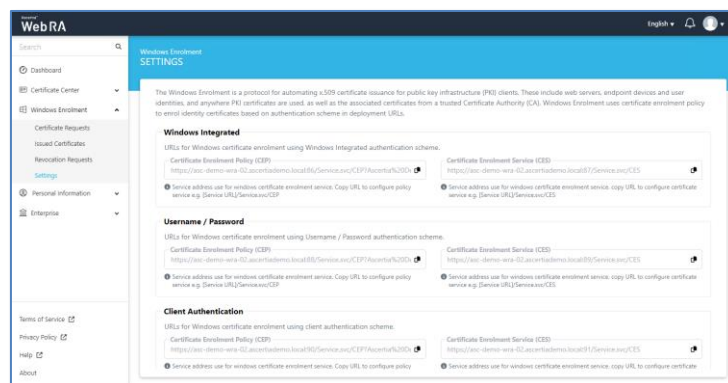 Ascertia
WebRA
English
Search
Dashboard
Certificate Center
Windows Enrolment
Certificate Requests
Issued Certificates
Revocation Requests
Settings
Personal Information
Enterprise
Terms of Service
Privacy Policy
Help
About
Windows Enrolment
SETTINGS
The Windows Enrolment is a protocol for automating x.509 certificate issuance for public key infrastructure (PKI) clients. These include web servers, endpoint devices and user
identities, and anywhere PKI certificates are used, as well as the associated certificates from a trusted Certificate Authority (CA). Windows Enrolment uses certificate enrolment policy
to enrol identity certificates based on authentication scheme in deployment URLs.
Windows Integrated
URLs for Windows certificate enrolment using Windows Integrated authentication scheme.
Certificate Enrolment Policy (CEP)
https://asc-demo-wra-02.ascertiademo.local:86/Service.svc/CEP?Ascertia%20De
Service address use for windows certificate enrolment service. Copy URL to configure policy
service e.g. [Service URL]/Service.svc/CEP
Certificate Enrolment Service (CES)
https://asc-demo-wra-02.ascertiademo.local:87/Service.svc/CES
Service address use for windows certificate enrolment service, copy URL to configure certificate
service e.g. [Service URL]/Service.svc/CES
Username / Password
URLs for Windows certificate enrolment using Username / Password authentication scheme.
Certificate Enrolment Policy (CEP)
https://asc-demo-wra-02.ascertiademo.local:88/Service.svc/CEP?Ascertia%20De
Service address use for windows certificate enrolment service. Copy URL to configure policy
service e.g. [Service URL]/Service.svc/CEP
Certificate Enrolment Service (CES)
https://asc-demo-wra-02.ascertiademo.local:89/Service.svc/CES
Service address use for windows certificate enrolment service, copy URL to configure certificate
service e.g. [Service URL]/Service.svc/CES
Client Authentication
URLs for Windows certificate enrolment using client authentication scheme.
Certificate Enrolment Policy (CEP)
https://asc-demo-wra-02.ascertiademo.local:90/Service.svc/CEP?Ascertia%20De
Service address use for windows certificate enrolment service. Copy URL to configure policy
Certificate Enrolment Service (CES)
https://asc-demo-wra-02.ascertiademo.local:91/Service.svc/CES
Service address use for windows certificate enrolment service, copy URL to configure certificate